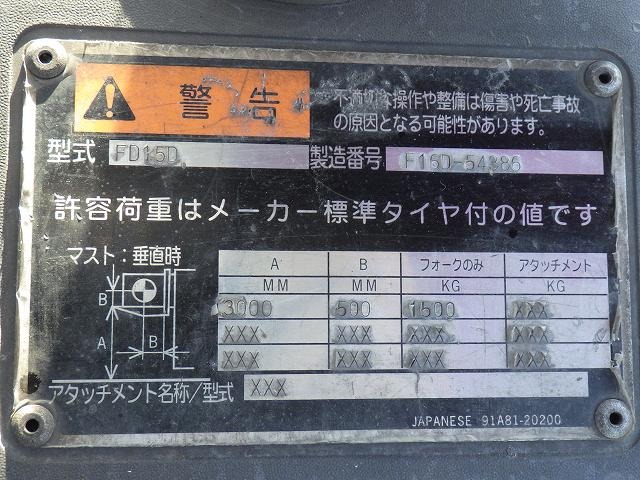 警告
不適切な操作や整備は傷害や死亡事故
の原因となる可能性があります。
型式 FD15D 製造番号
許容荷重はメーカー標準タイヤ付の値です
マスト：垂直時
A B フォークのみ アタッチメント
MM MM KG KG
3000 500 1500 XXX
XXX XXX XXX XXX
XXX XXX XXX XXX
B
A B
アタッチメント名称/型式 XXX
JAPANESE 91A81-20200